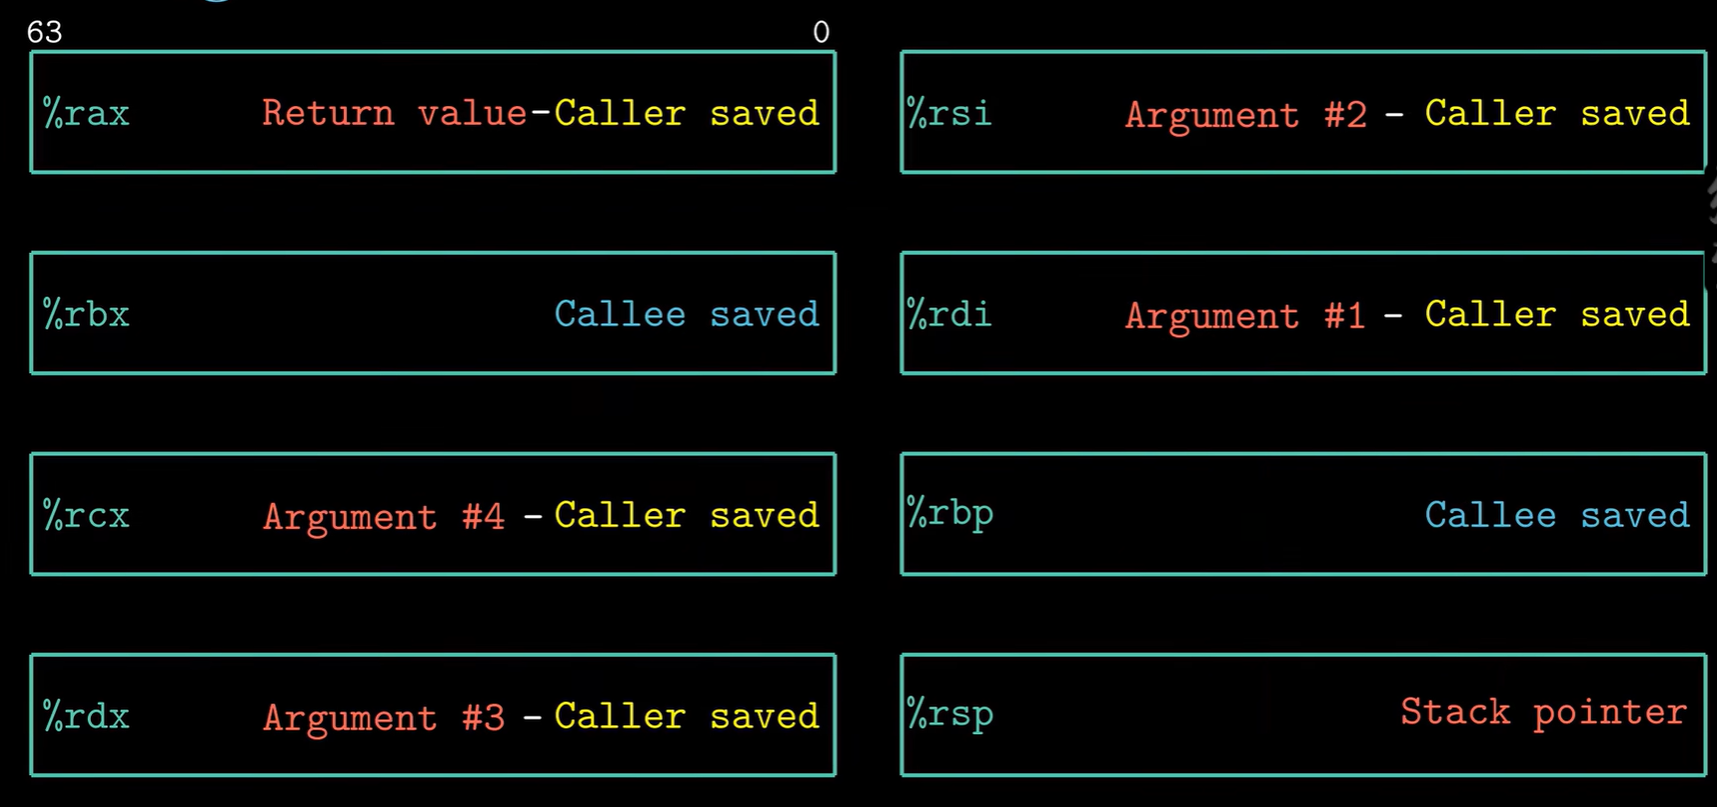 63 0
%rax Return value-Caller saved
%rsi Argument #2 - Caller saved
%rbx Callee saved
%rdi Argument #1 - Caller saved
%rcx Argument #4 - Caller saved
%rbp Callee saved
%rdx Argument #3 - Caller saved
%rsp Stack pointer